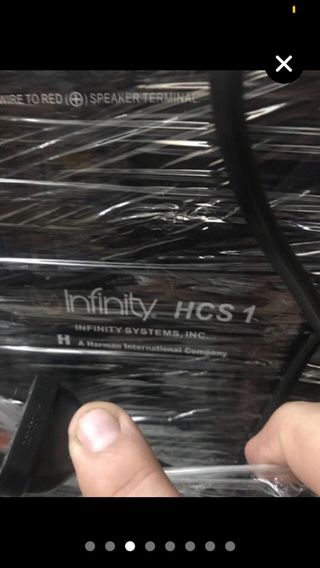 WIRE TO RED (+) SPEAKER TERMINAL.
Infinity. HCS 1
INFINITY SYSTEMS, INC.
H A Harman International Company